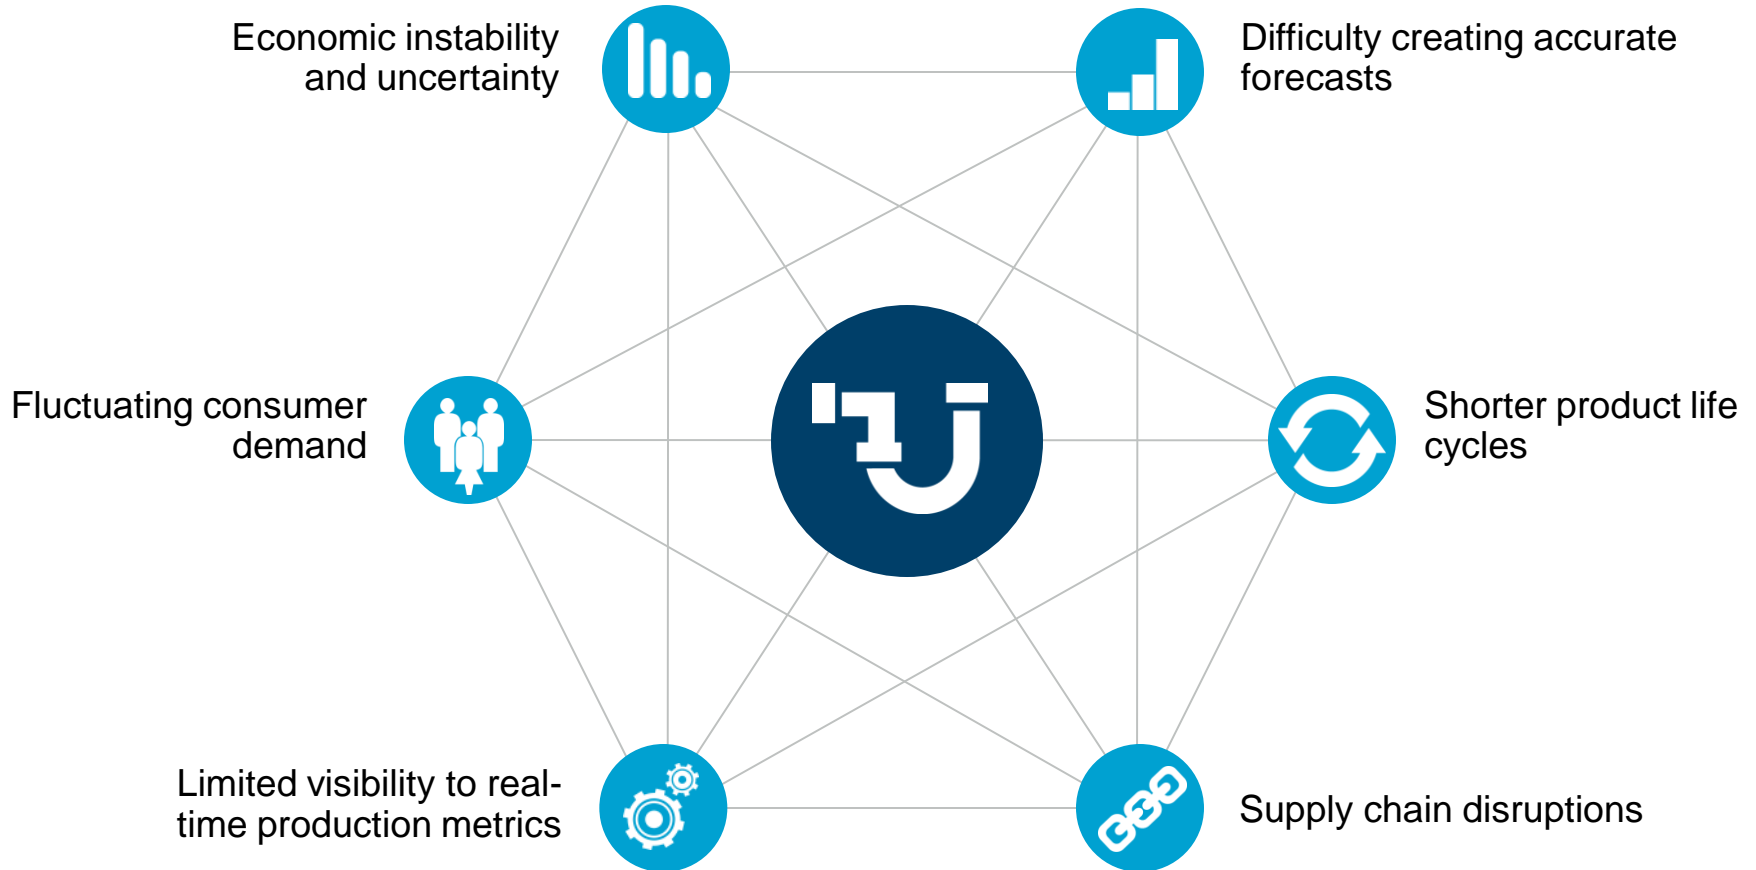 Economic instability
and uncertainty
Difficulty creating accurate
forecasts
Fluctuating consumer
demand
Shorter product life
cycles
Limited visibility to real-
time production metrics
Supply chain disruptions